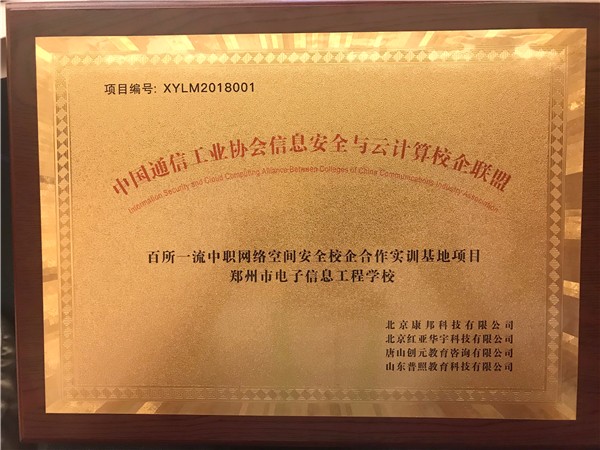 项目编号: XYLM2018001
中国通信工业协会信息安全与云计算校企联盟
Information Security and Cloud Computing Alliance Between Colleges of China Communications Industry Association
百所一流中职网络空间安全校企合作实训基地项目
郑州市电子信息工程学校
北京康邦科技有限公司
北京红亚华宇科技有限公司
唐山创元教育咨询有限公司
山东普照教育科技有限公司